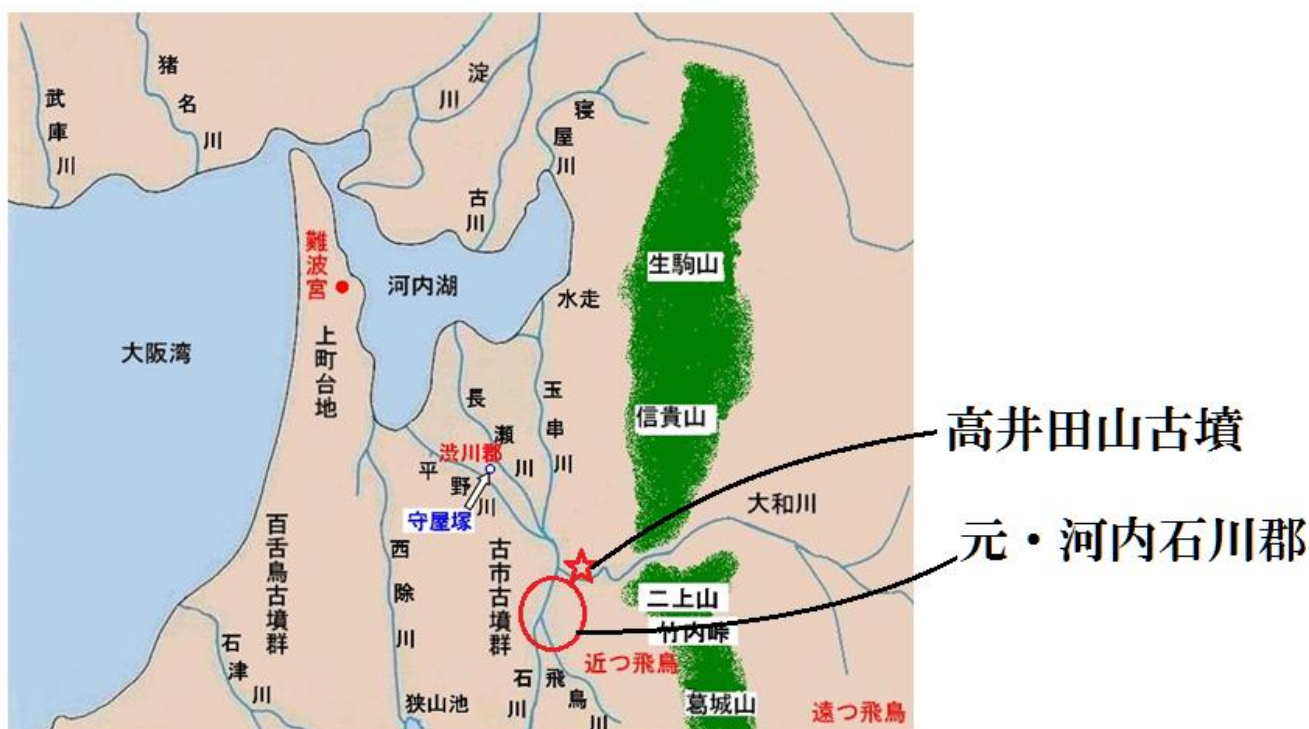 武庫川
猪名川
淀川
寝屋川
古川
難波宮
河内湖
水走
生駒山
大阪湾
上町台地
長瀬川
玉串川
信貴山
高井田山古墳
渋川郡
平野川
守屋塚
大和川
元・河内石川郡
百舌鳥古墳群
西除川
古市古墳群
二上山
竹内峠
近つ飛鳥
石津川
狭山池
石川
飛鳥川
葛城山
遠つ飛鳥